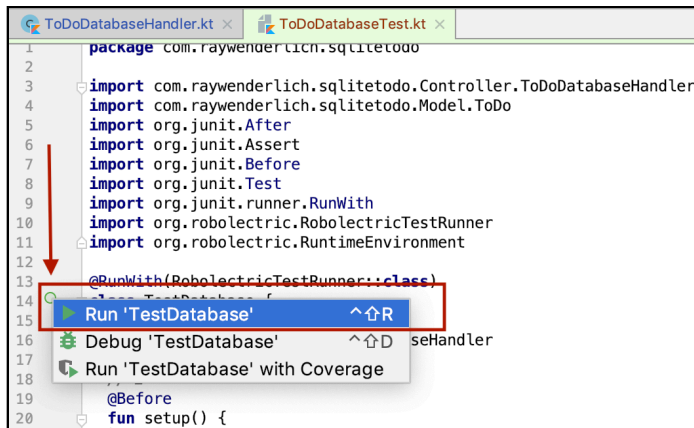 ToDoDatabaseHandler.kt ToDoDatabaseTest.kt
1 package com.raywenderlich.sqlitetodo
2
3 import com.raywenderlich.sqlitetodo.Controller.ToDoDatabaseHandler
4 import com.raywenderlich.sqlitetodo.Model.ToDo
5 import org.junit.After
6 import org.junit.Assert
7 import org.junit.Before
8 import org.junit.Test
9 import org.junit.runner.RunWith
10 import org.robolectric.RobolectricTestRunner
11 import org.robolectric.RuntimeEnvironment
12
13 @RunWith(RobolectricTestRunner::class)
14 class TestDatabase {
15 Run 'TestDatabase' ^⇧R
16 Debug 'TestDatabase' ^⇧D seHandler
17 Run 'TestDatabase' with Coverage
18 //
19 @Before
20 fun setup() {